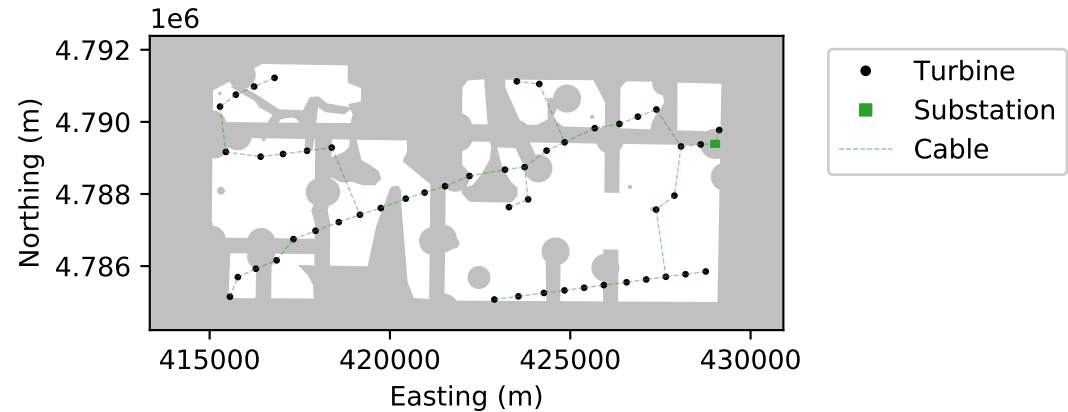 1e6
4.792
4.790
4.788
4.786
Northing (m)
415000 420000 425000 430000
Easting (m)
Turbine
Substation
Cable